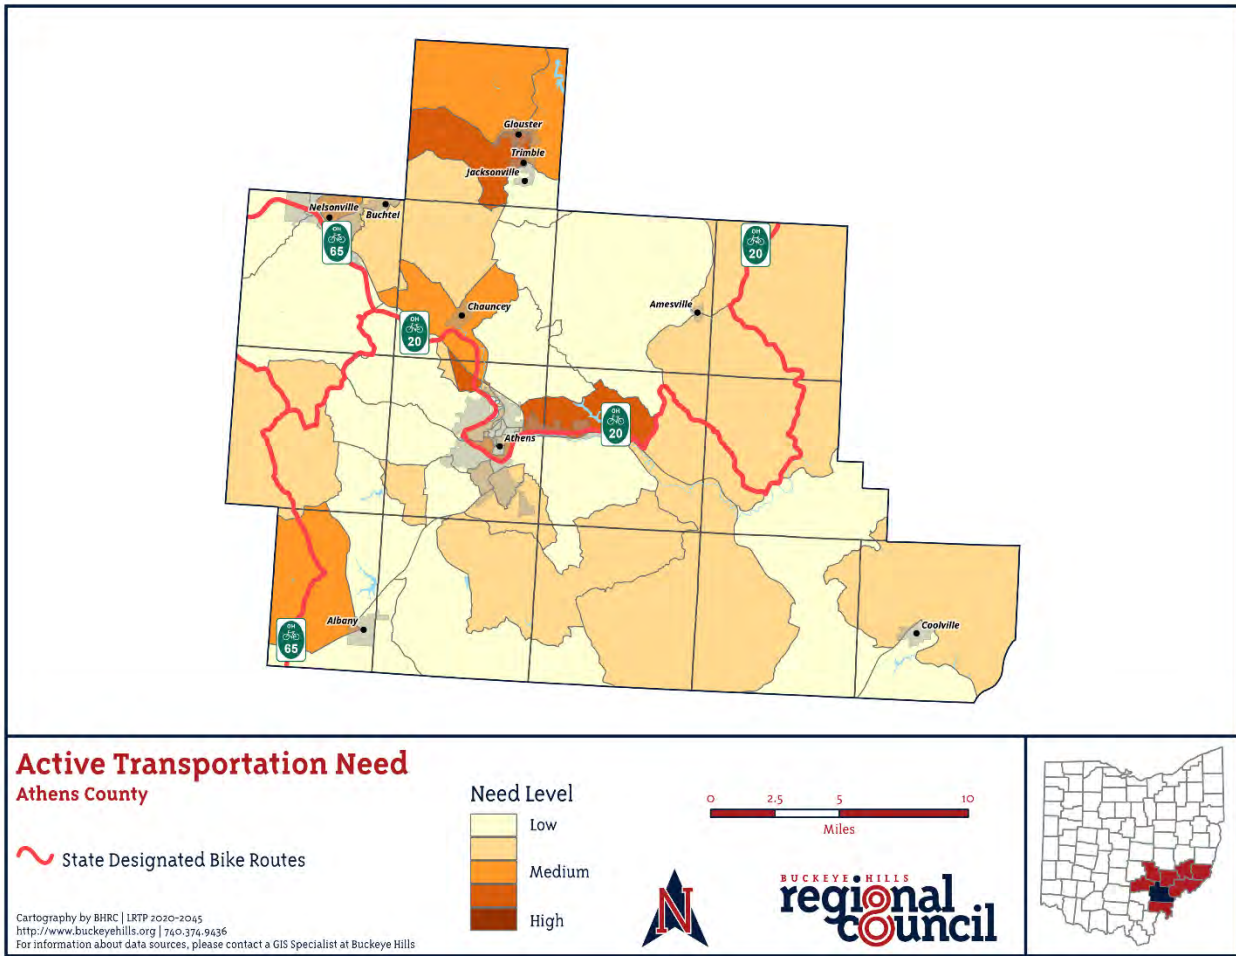 Glouster
Trimble
Jacksonville
Nelsonville
Buchtel
OH
65
OH
20
Chauncey
OH
20
Amesville
OH
20
Athens
Albany
OH
65
Coolville
Active Transportation Need
Athens County
State Designated Bike Routes
Cartography by BHRC | LRTP 2020-2045
http://www.buckeyehills.org | 740.374.9436
For information about data sources, please contact a GIS Specialist at Buckeye Hills
Need Level
Low
Medium
High
0 2.5 5 10
Miles
N
BUCKEYE HILLS
regional
council